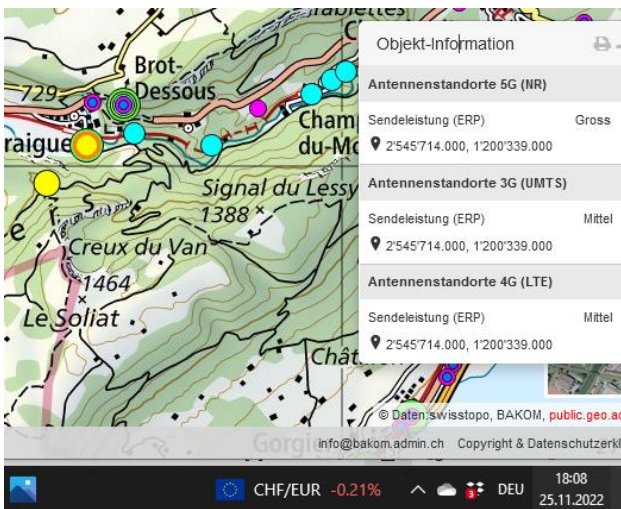 Objekt-Information
Antennenstandorte 5G (NR)
Sendeleistung (ERP) Gross
2'545'714.000, 1'200'339.000
Antennenstandorte 3G (UMTS)
Sendeleistung (ERP) Mittel
2'545'714.000, 1'200'339.000
Antennenstandorte 4G (LTE)
Sendeleistung (ERP) Mittel
2'545'714.000, 1'200'339.000
Brot-
Dessous
729
raigue
Cham
du-Mo
Signal du Lessy
1388
Creux du Van
1464
Le Soliat
Chât
Gorgie
© Daten:swisstopo, BAKOM, public.geo.ad
info@bakom.admin.ch Copyright & Datenschutzerkl
CHF/EUR -0.21% 3 DEU 18:08
25.11.2022